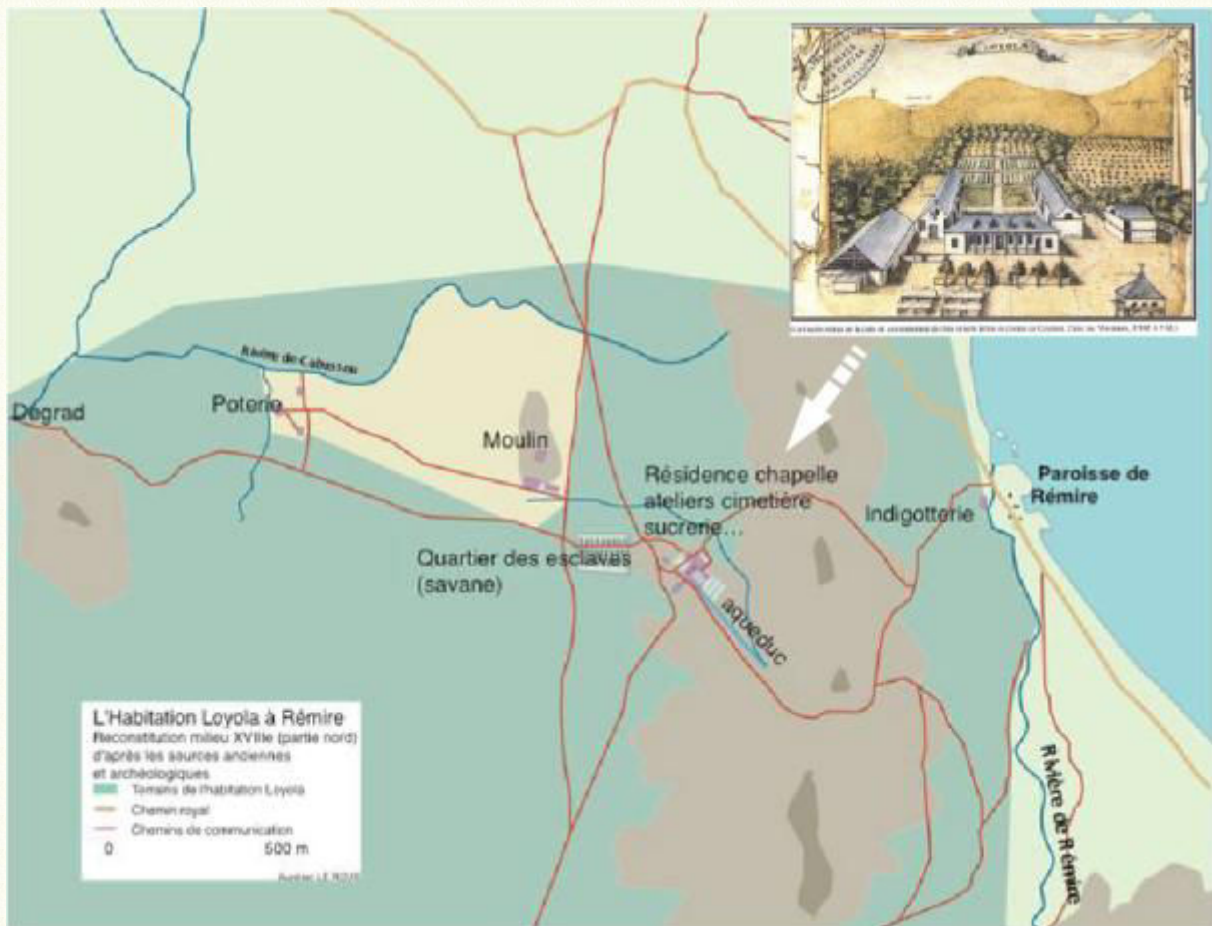 LOYOLA
Rivière de Cabassou
Dégrad
Poterie
Moulin
Résidence chapelle
ateliers cimetière
sucrerie...
Indigotterie
Paroisse de
Rémire
Quartier des esclaves
(savane)
aqueduc
L'Habitation Loyola à Rémire
Reconstitution milieu XVIIIe (partie nord)
d'après les sources anciennes
et archéologiques
Terrains de l'habitation Loyola
Chemin royal
Chemins de communication
0 500 m
Rivière de Rémire